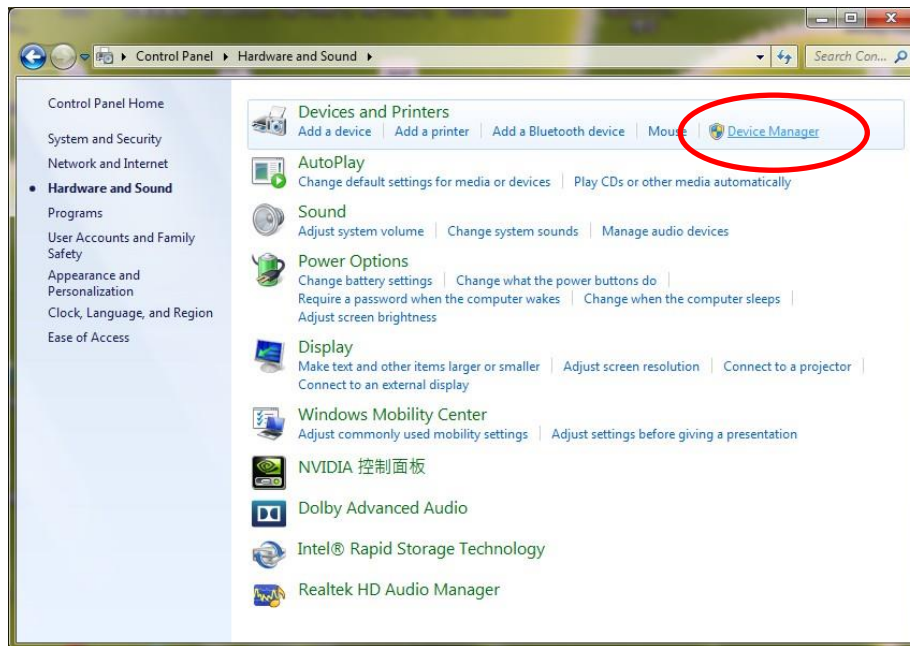 Control Panel Hardware and Sound
Search Con...
Control Panel Home
System and Security
Network and Internet
Hardware and Sound
Programs
User Accounts and Family
Safety
Appearance and
Personalization
Clock, Language, and Region
Ease of Access
Devices and Printers
Add a device Add a printer Add a Bluetooth device Mouse Device Manager
AutoPlay
Change default settings for media or devices Play CDs or other media automatically
Sound
Adjust system volume Change system sounds Manage audio devices
Power Options
Change battery settings Change what the power buttons do
Require a password when the computer wakes Change when the computer sleeps
Adjust screen brightness
Display
Make text and other items larger or smaller Adjust screen resolution Connect to a projector
Connect to an external display
Windows Mobility Center
Adjust commonly used mobility settings Adjust settings before giving a presentation
NVIDIA 控制面板
Dolby Advanced Audio
Intel® Rapid Storage Technology
Realtek HD Audio Manager